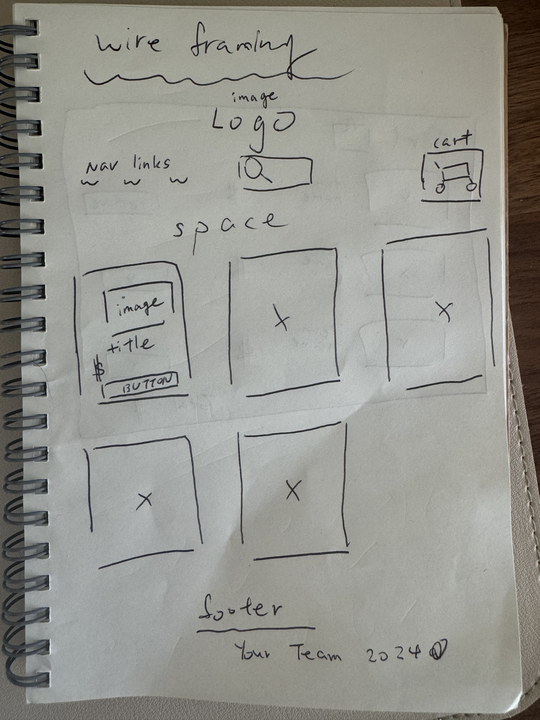 wire framing
image
Logo
cart
Nav links
space
image
title
$
BUTTON
X
X
X
X
footer
Your Team 2024